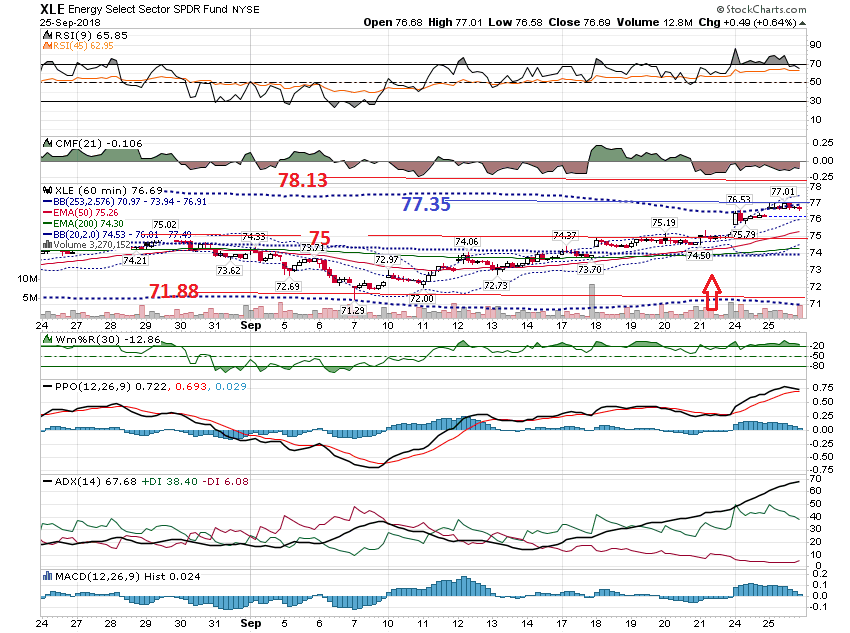 XLE Energy Select Sector SPDR Fund NYSE
© StockCharts.com
25-Sep-2018
Open 76.68 High 77.01 Low 76.58 Close 76.69 Volume 12.8M Chg +0.49 (+0.64%)
RSI(9) 65.85
RSI(45) 62.95
90
70
50
30
10
CMF(21) -0.106
0.25
0.00
-0.25
78.13
XLE (60 min) 76.69
BB(253,2.576) 70.97 - 73.94 - 76.91
EMA(50) 75.26
EMA(200) 74.30
BB(20,2.0) 74.53 - 76.01 - 77.49
Volume 3,270,152
77.35
75
71.88
74.21
75.02
73.62
74.33
72.69
73.71
71.29
72.97
72.00
74.06
72.73
74.27
73.70
75.19
74.50
76.53
75.79
77.01
78
77
76
75
74
73
72
71
10M
5M
24 27 28 29 30 31 Sep 5 6 7 10 11 12 13 14 17 18 19 20 21 24 25
Wm%R(30) -12.86
-20
-50
-80
PPO(12,26,9) 0.722, 0.693, 0.029
0.75
0.50
0.25
0.00
-0.25
-0.50
-0.75
ADX(14) 67.68 +DI 38.40 -DI 6.08
70
60
50
40
30
20
10
0
MACD(12,26,9) Hist 0.024
0.2
0.1
0.0
-0.1
24 27 28 29 30 31 Sep 5 6 7 10 11 12 13 14 17 18 19 20 21 24 25